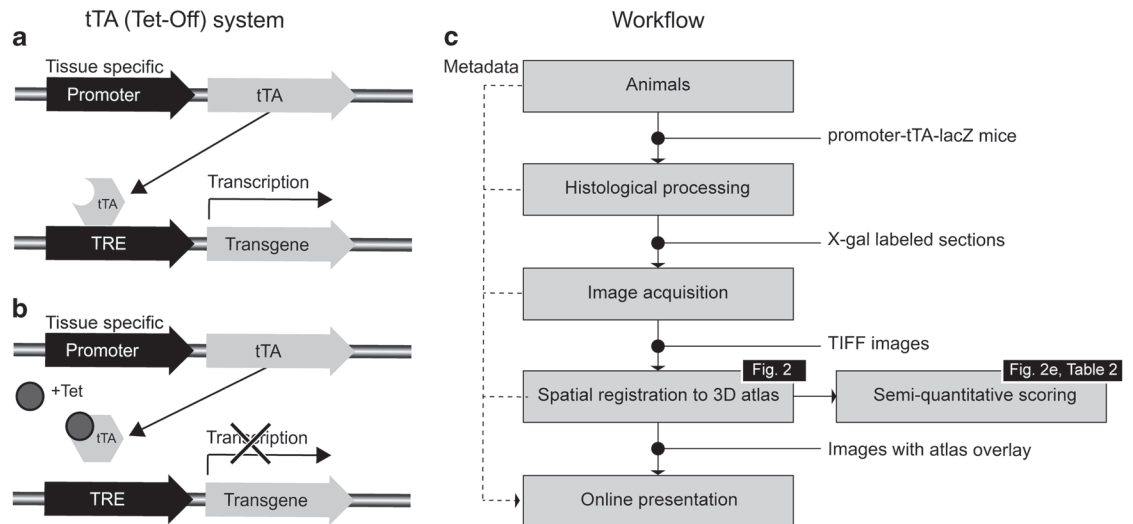 tTA (Tet-Off) system
a
Tissue specific
Promoter
tTA
tTA
Transcription
TRE
Transgene
b
Tissue specific
Promoter
tTA
+Tet
tTA
Transcription
TRE
Transgene
Workflow
c
Metadata
Animals
promoter-tTA-lacZ mice
Histological processing
X-gal labeled sections
Image acquisition
TIFF images
Fig. 2
Spatial registration to 3D atlas
Fig. 2e, Table 2
Semi-quantitative scoring
Images with atlas overlay
Online presentation